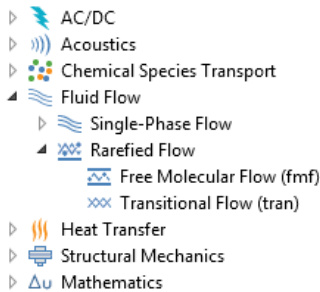 AC/DC
Acoustics
Chemical Species Transport
Fluid Flow
Single-Phase Flow
Rarefied Flow
Free Molecular Flow (fmf)
Transitional Flow (tran)
Heat Transfer
Structural Mechanics
Δu Mathematics